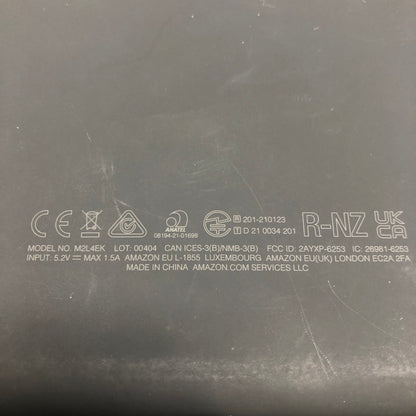 CE ANATEL R 201-210123 R-NZ UK CA
06194-21-01698 T D 21 0034 201
MODEL NO. M2L4EK LOT: 00404 CAN ICES-3(B)/NMB-3(B) FCC ID: 2AYXP-6253 IC: 26981-6253
INPUT: 5.2V⎓ MAX 1.5A AMAZON EU L-1855 LUXEMBOURG AMAZON EU(UK) LONDON EC2A 2FA
MADE IN CHINA AMAZON.COM SERVICES LLC